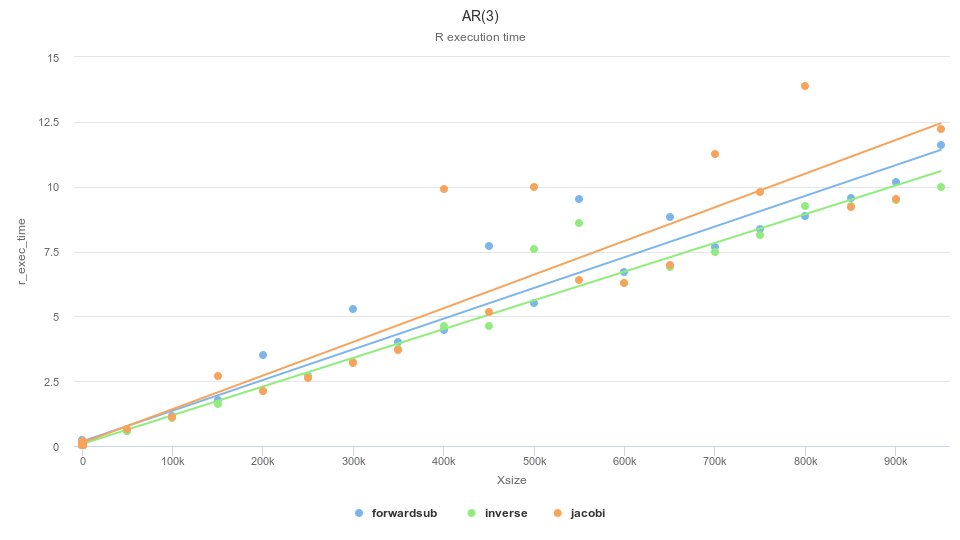 AR(3)
R execution time
15
12.5
10
7.5
5
2.5
0
r_exec_time
0 100k 200k 300k 400k 500k 600k 700k 800k 900k
Xsize
forwardsub inverse jacobi